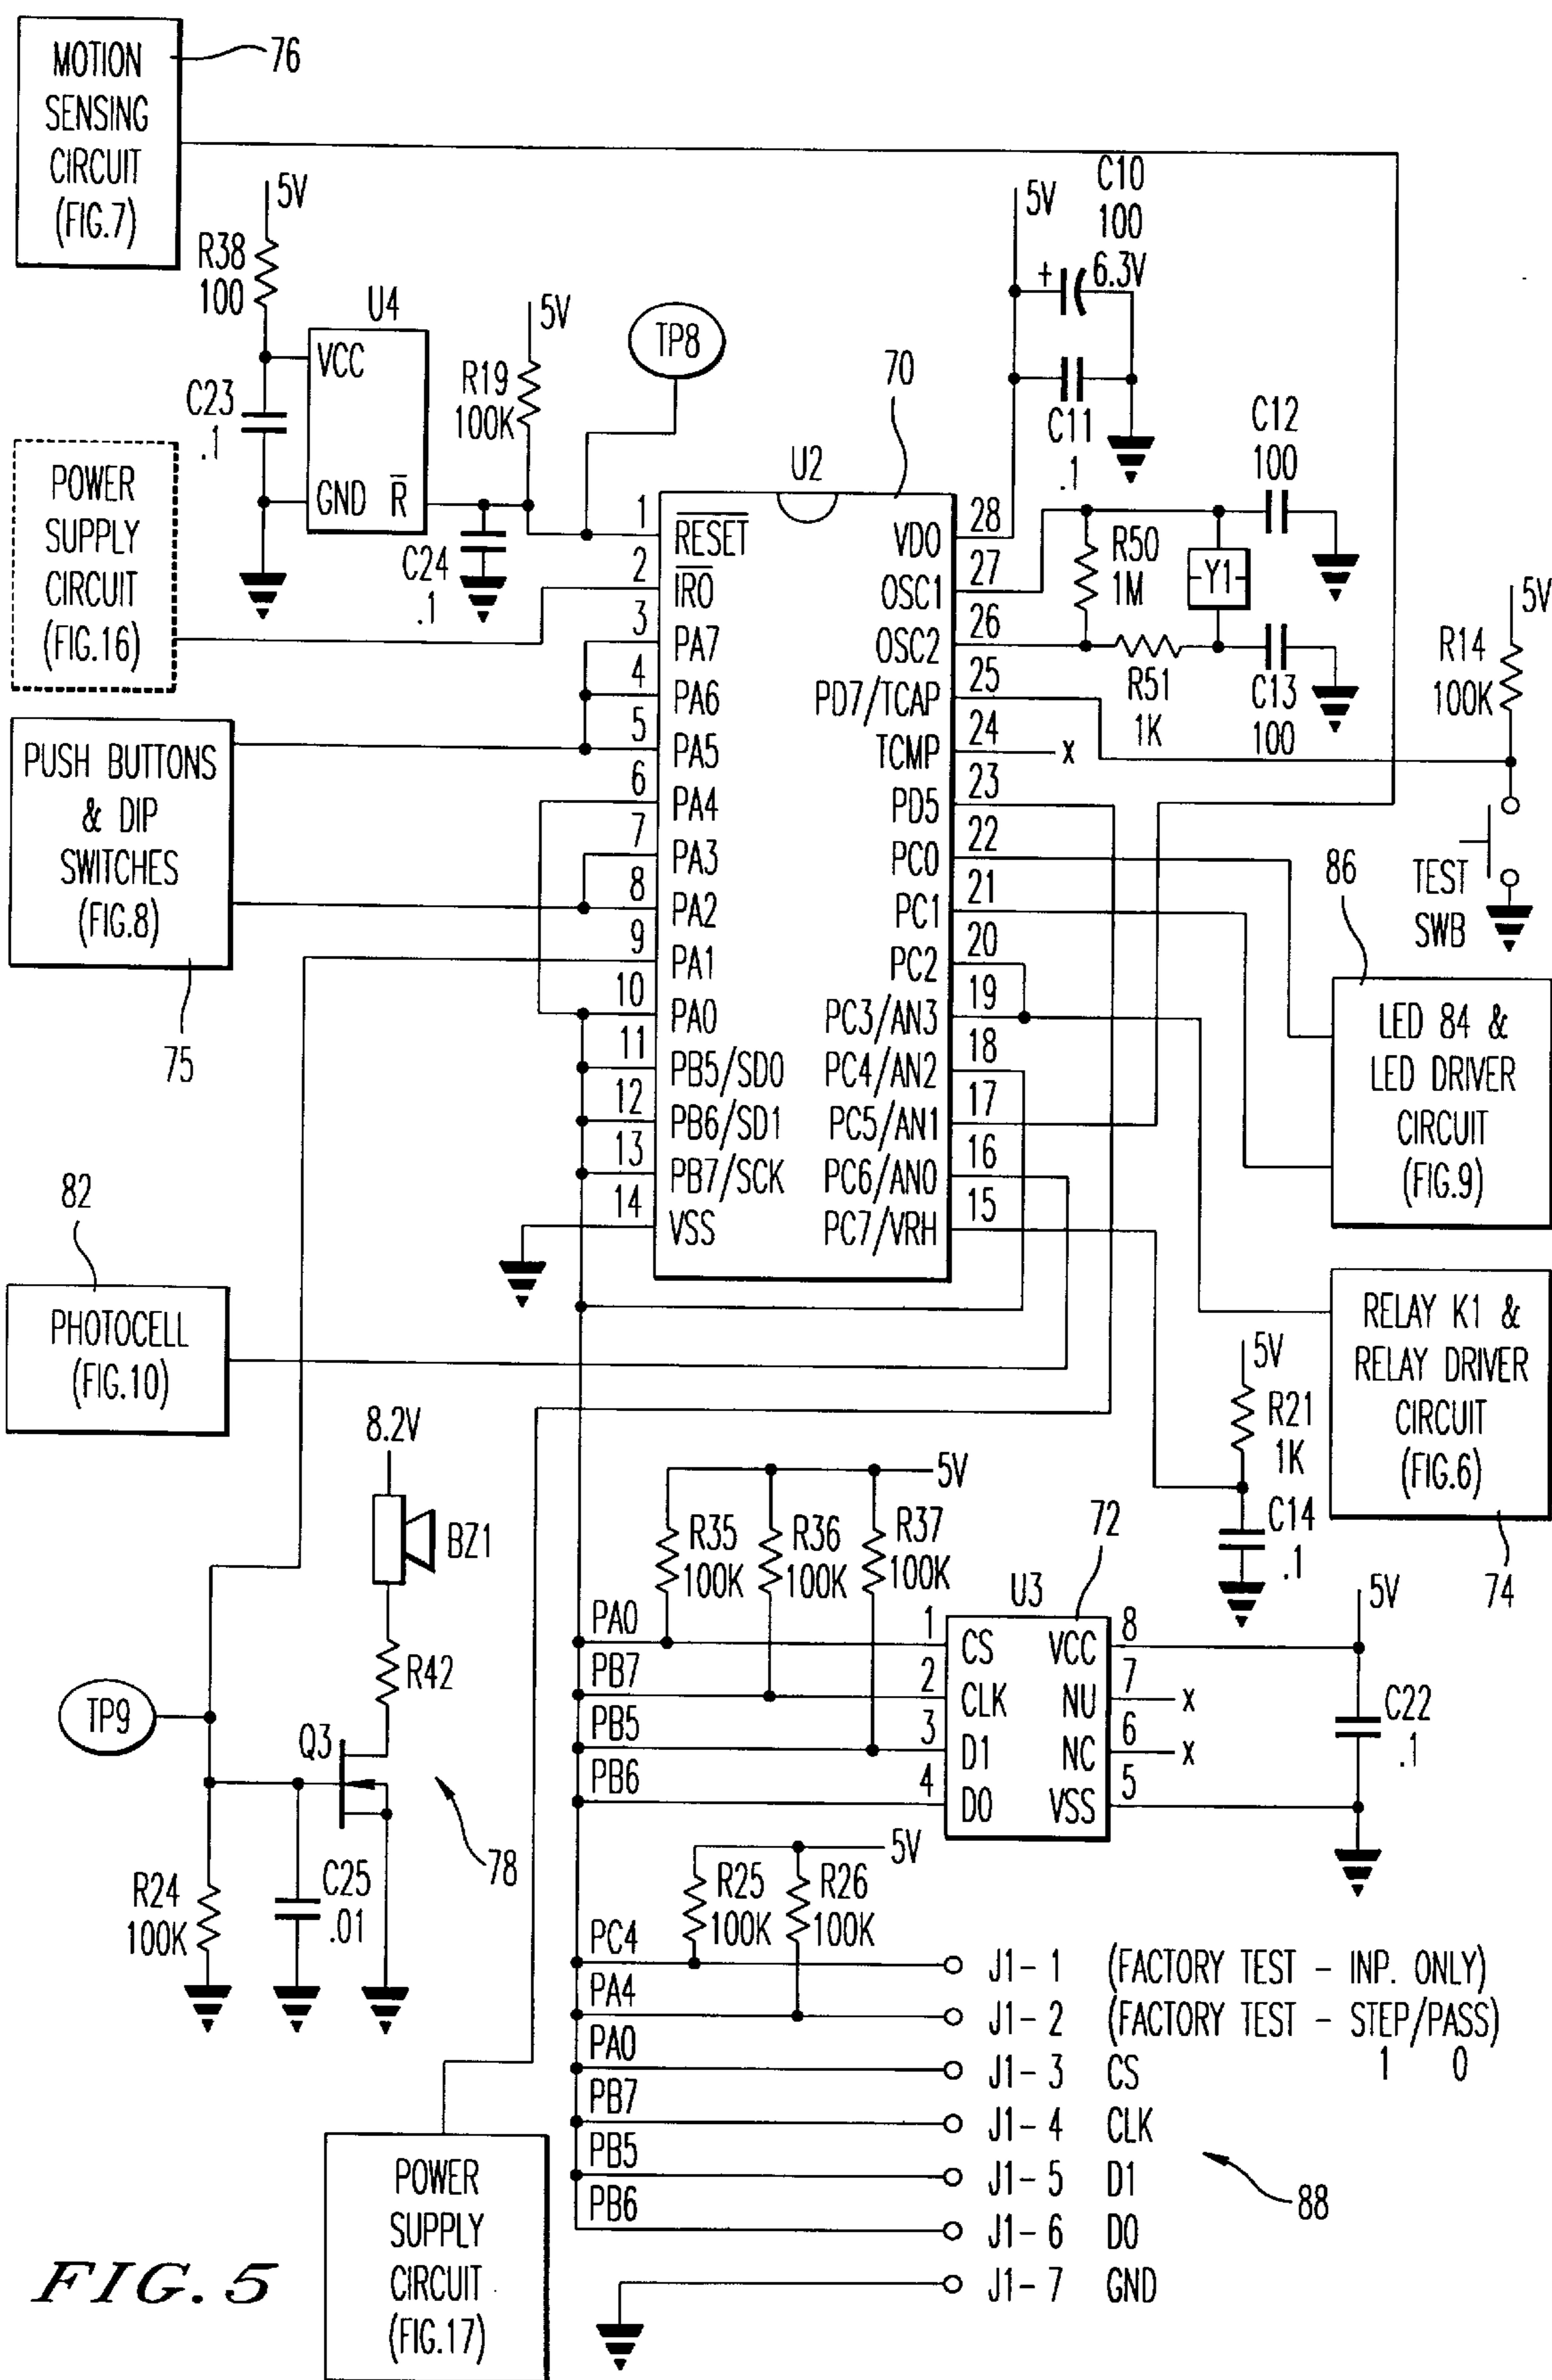 MOTION
SENSING
CIRCUIT
(FIG.7)
76
5V
R38
100
U4
VCC
GND R
C23
.1
R19
100K
5V
TP8
C24
.1
5V
C10
100
6.3V
+
C11
.1
70
C12
100
R50
1M
Y1
R51
1K
C13
100
5V
R14
100K
TEST
SWB
POWER
SUPPLY
CIRCUIT
(FIG.16)
PUSH BUTTONS
& DIP
SWITCHES
(FIG.8)
75
U2
1 RESET
2 IRO
3 PA7
4 PA6
5 PA5
6 PA4
7 PA3
8 PA2
9 PA1
10 PA0
11 PB5/SD0
12 PB6/SD1
13 PB7/SCK
14 VSS
VDO 28
OSC1 27
OSC2 26
PD7/TCAP 25
TCMP 24 X
PD5 23
PC0 22
PC1 21
PC2 20
PC3/AN3 19
PC4/AN2 18
PC5/AN1 17
PC6/AN0 16
PC7/VRH 15
86
LED 84 &
LED DRIVER
CIRCUIT
(FIG.9)
82
PHOTOCELL
(FIG.10)
RELAY K1 &
RELAY DRIVER
CIRCUIT
(FIG.6)
74
5V
R21
1K
C14
.1
8.2V
BZ1
R42
TP9
Q3
78
R24
100K
C25
.01
5V
R35
100K
R36
100K
R37
100K
U3
72
PA0 1 CS
PB7 2 CLK
PB5 3 D1
PB6 4 D0
VCC 8
NU 7 X
NC 6 X
VSS 5
5V
C22
.1
5V
R25
100K
R26
100K
PC4 J1-1 (FACTORY TEST - INP. ONLY)
PA4 J1-2 (FACTORY TEST - STEP/PASS)
1 0
PA0 J1-3 CS
PB7 J1-4 CLK
PB5 J1-5 D1
PB6 J1-6 D0
J1-7 GND
88
POWER
SUPPLY
CIRCUIT
(FIG.17)
FIG. 5